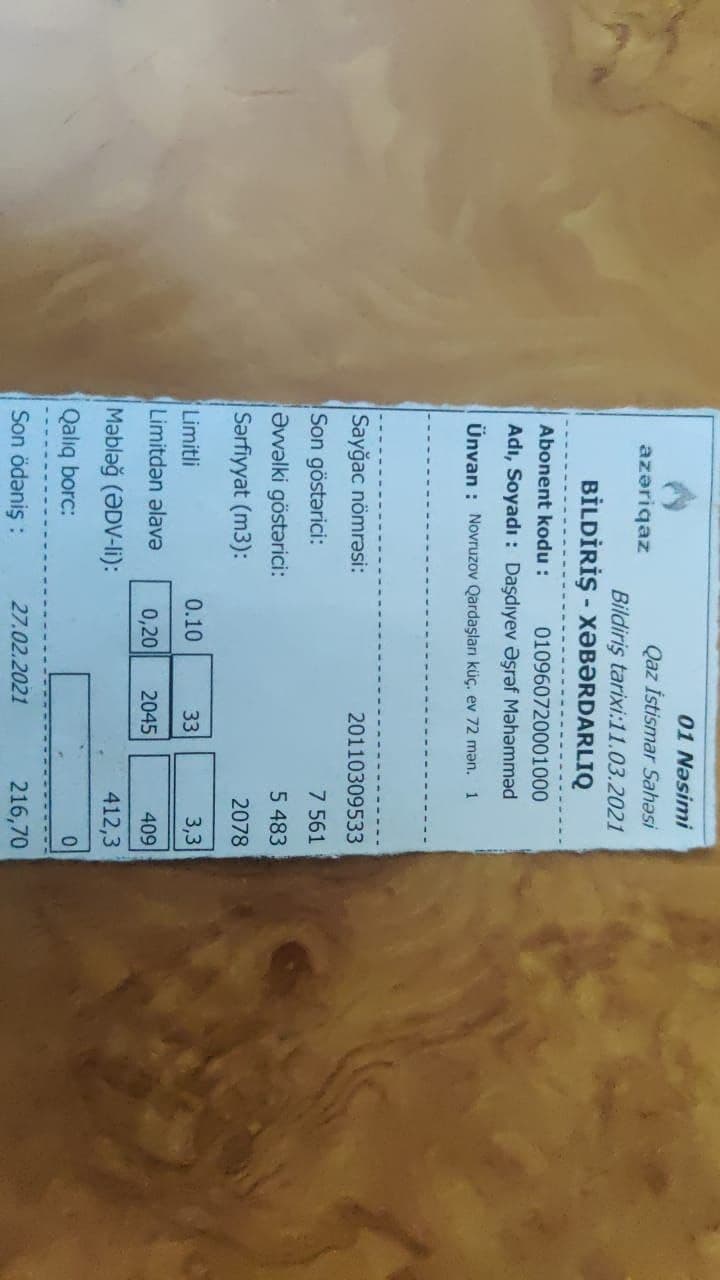 01 Nəsimi
azəriqaz Qaz İstismar Sahəsi
Bildiriş tarixi:11.03.2021
BİLDİRİŞ - XƏBƏRDARLIQ
Abonent kodu : 010960720001000
Adı, Soyadı : Daşdıyev Əşrəf Məhəmməd
Ünvan : Novruzov Qardaşları küç. ev 72 mən. 1
Sayğac nömrəsi: 20110309533
Son göstərici: 7 561
Əvvəlki göstərici: 5 483
Sərfiyyat (m3): 2078
Limitli 0.10 33 3,3
Limitdən əlavə 0,20 2045 409
Məbləğ (ƏDV-li): 412,3
Qalıq borc: 0
Son ödəniş : 27.02.2021 216,70